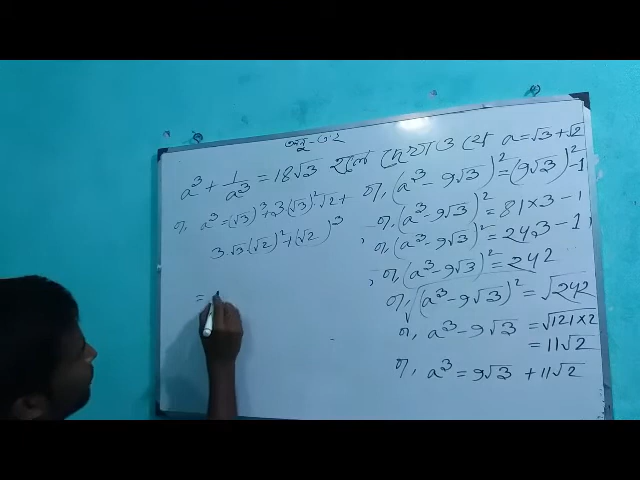 অনু-৩.২
a³ + 1/a³ = 18√3 হলে দেখাও যে a = √3 + √2
বা, a³ = (√3)³ + 3(√3)²√2 +
3.√3.(√2)² + (√2)³
=
বা, (a³ - 9√3)² = (9√3)² - 1
বা, (a³ - 9√3)² = 81 × 3 - 1
বা, (a³ - 9√3)² = 243 - 1
বা, (a³ - 9√3)² = 242
বা, √(a³ - 9√3)² = √242
বা, a³ - 9√3 = √121 × 2
= 11√2
বা, a³ = 9√3 + 11√2